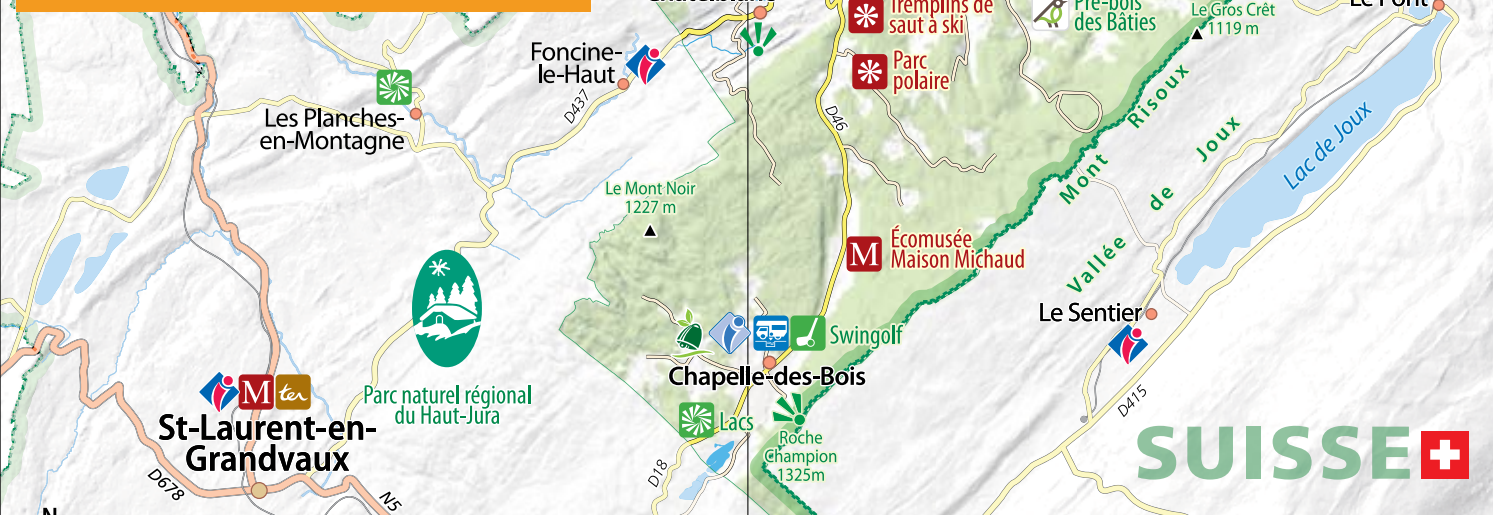 Tremplins de
saut à ski
Pré-bois
des Bâties
Le Gros Crêt
1119 m
Le Pont
Foncine-
le-Haut
Parc
polaire
D437
D46
Les Planches-
en-Montagne
Mont Risoux
Vallée de Joux
Lac de Joux
Le Mont Noir
1227 m
M
Écomusée
Maison Michaud
Le Sentier
Swingolf
Chapelle-des-Bois
M
ter
Parc naturel régional
du Haut-Jura
St-Laurent-en-
Grandvaux
Lacs
Roche
Champion
1325m
D415
SUISSE
D678
N5
D18